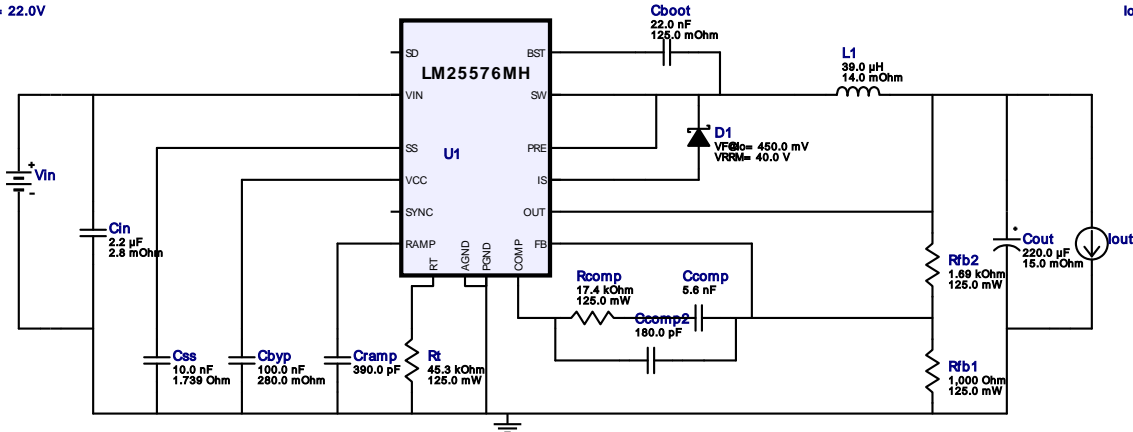 = 22.0V
Io
Cboot
22.0 nF
125.0 mOhm
SD
BST
LM25576MH
L1
39.0 µH
14.0 mOhm
VIN
SW
D1
VRRM= 40.0 V
SS
PRE
U1
VCC
IS
SYNC
OUT
RAMP
FB
RT
AGND
PGND
COMP
+
Vin
-
Cin
2.2 µF
2.8 mOhm
Cout
220.0 µF
15.0 mOhm
Iout
Rfb2
1.69 kOhm
125.0 mW
Rcomp
17.4 kOhm
125.0 mW
Ccomp
5.6 nF
Ccomp2
180.0 pF
Css
10.0 nF
1.739 Ohm
Cbyp
100.0 nF
280.0 mOhm
Cramp
390.0 pF
Rt
45.3 kOhm
125.0 mW
Rfb1
1,000 Ohm
125.0 mW